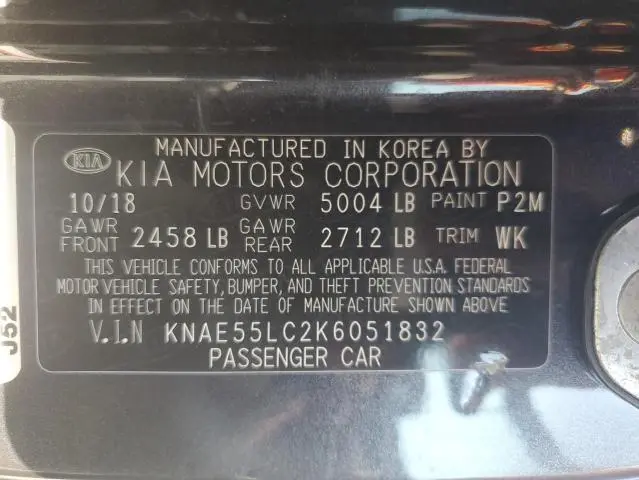 MANUFACTURED IN KOREA BY
KIA KIA MOTORS CORPORATION
10/18 GVWR 5004 LB PAINT P2M
GAWR FRONT 2458 LB GAWR REAR 2712 LB TRIM WK
THIS VEHICLE CONFORMS TO ALL APPLICABLE U.S.A. FEDERAL
MOTOR VEHICLE SAFETY, BUMPER, AND THEFT PREVENTION STANDARDS
IN EFFECT ON THE DATE OF MANUFACTURE SHOWN ABOVE
V.I.N KNAE55LC2K6051832
PASSENGER CAR
J52